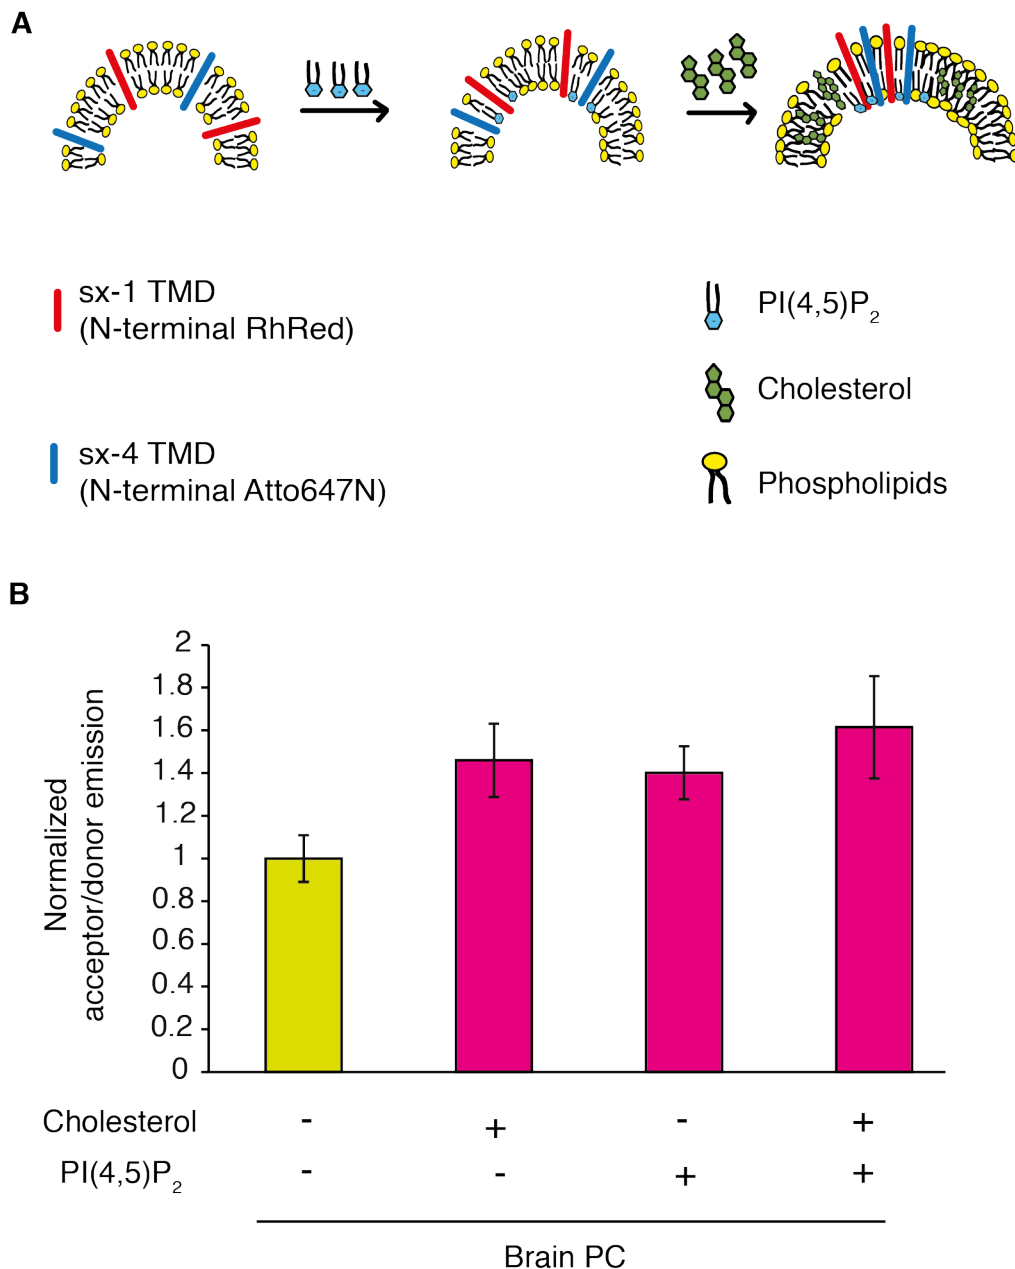 A
sx-1 TMD
(N-terminal RhRed)
sx-4 TMD
(N-terminal Atto647N)
PI(4,5)P2
Cholesterol
Phospholipids
B
Normalized
acceptor/donor emission
2
1.8
1.6
1.4
1.2
1
0.8
0.6
0.4
0.2
0
Cholesterol - + - +
PI(4,5)P2 - - + +
Brain PC